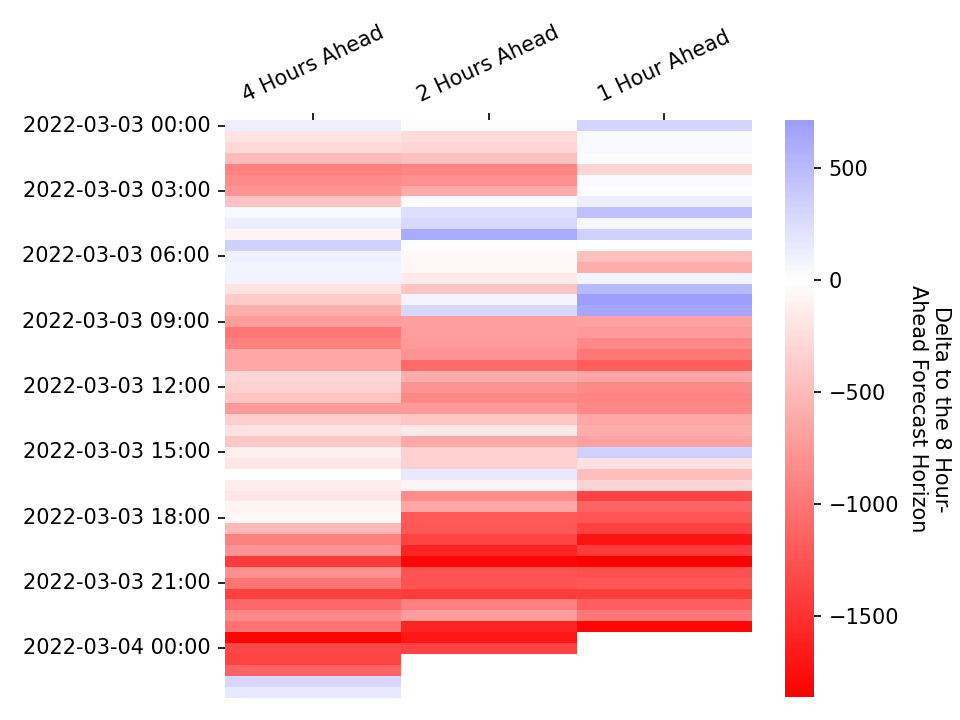 4 Hours Ahead
2 Hours Ahead
1 Hour Ahead
2022-03-03 00:00
2022-03-03 03:00
2022-03-03 06:00
2022-03-03 09:00
2022-03-03 12:00
2022-03-03 15:00
2022-03-03 18:00
2022-03-03 21:00
2022-03-04 00:00
500
0
−500
−1000
−1500
Delta to the 8 Hour-
Ahead Forecast Horizon